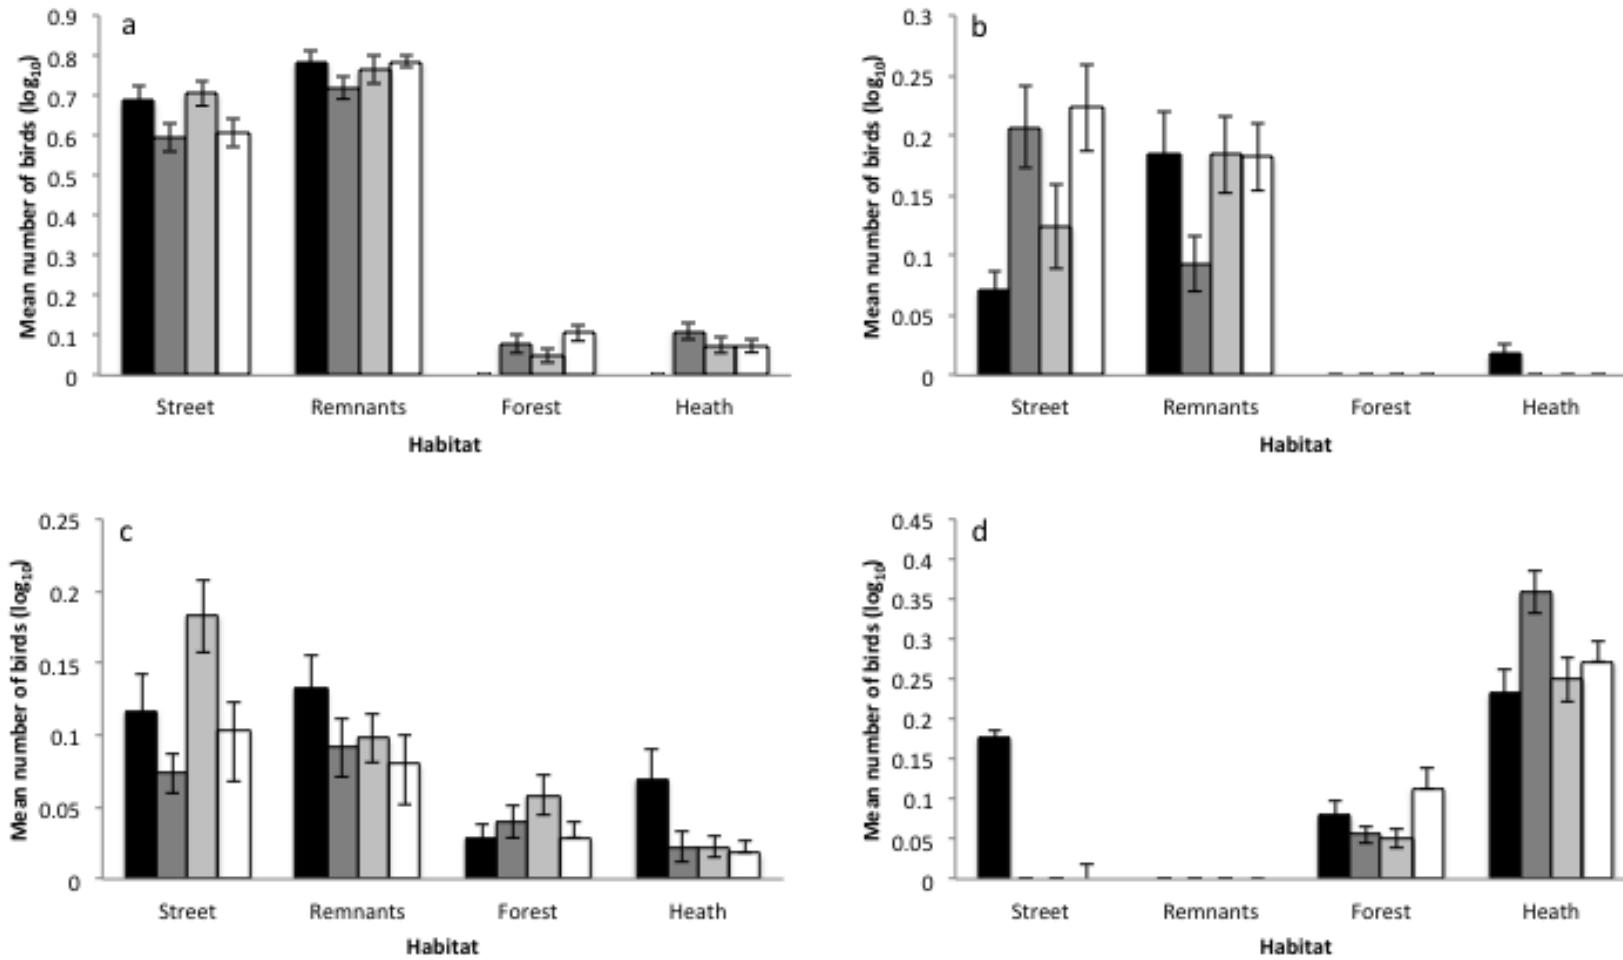 a
Mean number of birds (log10)
0.9
0.8
0.7
0.6
0.5
0.4
0.3
0.2
0.1
0
Street Remnants Forest Heath
Habitat
b
Mean number of birds (log10)
0.3
0.25
0.2
0.15
0.1
0.05
0
Street Remnants Forest Heath
Habitat
c
Mean number of birds (log10)
0.25
0.2
0.15
0.1
0.05
0
Street Remnants Forest Heath
Habitat
d
Mean number of birds (log10)
0.45
0.4
0.35
0.3
0.25
0.2
0.15
0.1
0.05
0
Street Remnants Forest Heath
Habitat